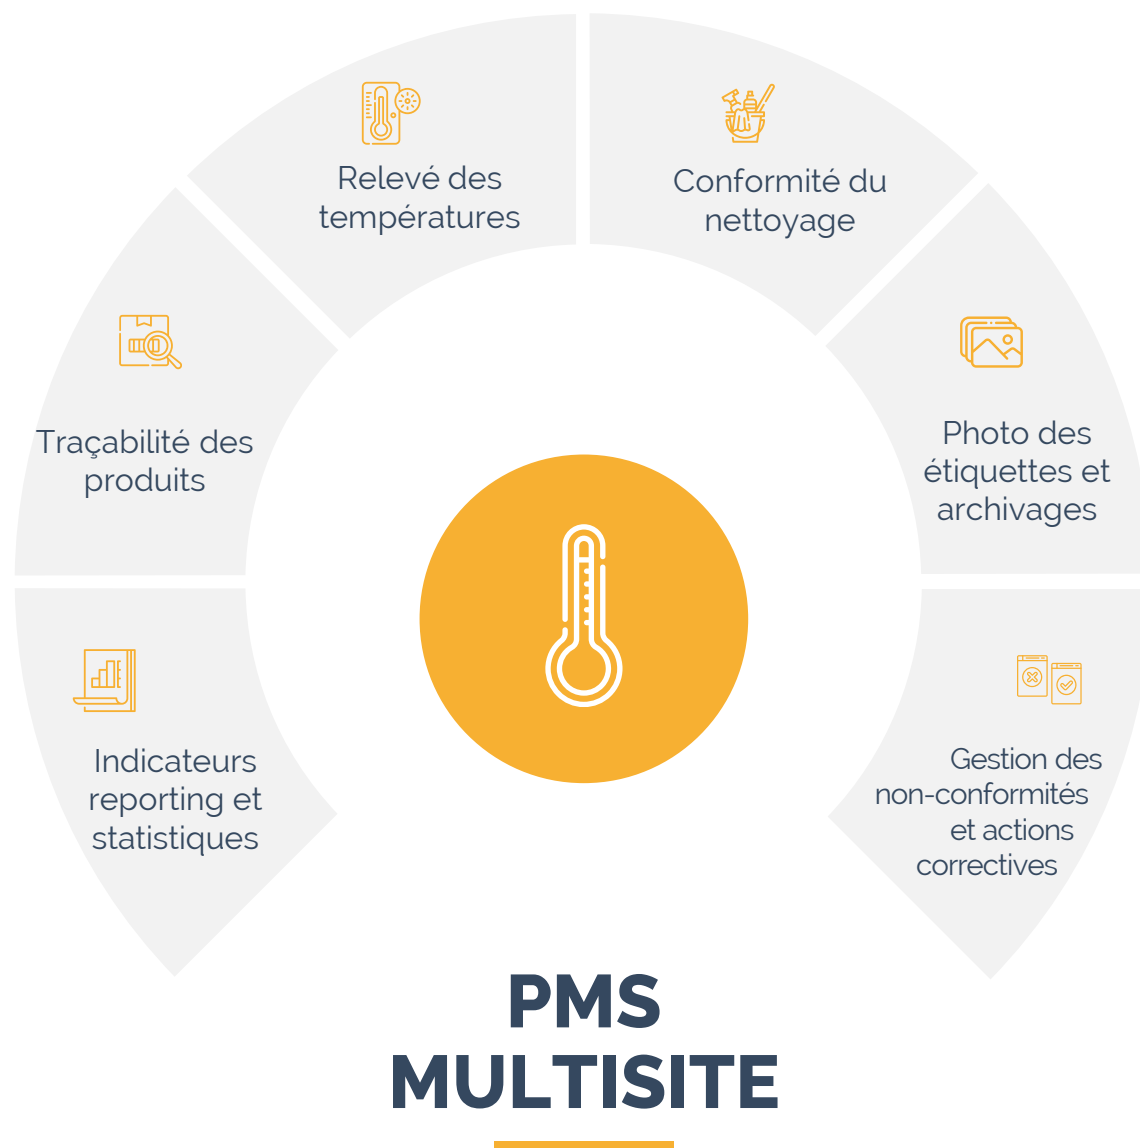 Relevé des
températures
Conformité du
nettoyage
Traçabilité des
produits
Photo des
étiquettes et
archivages
Indicateurs
reporting et
statistiques
Gestion des
non-conformités
et actions
correctives
PMS
MULTISITE